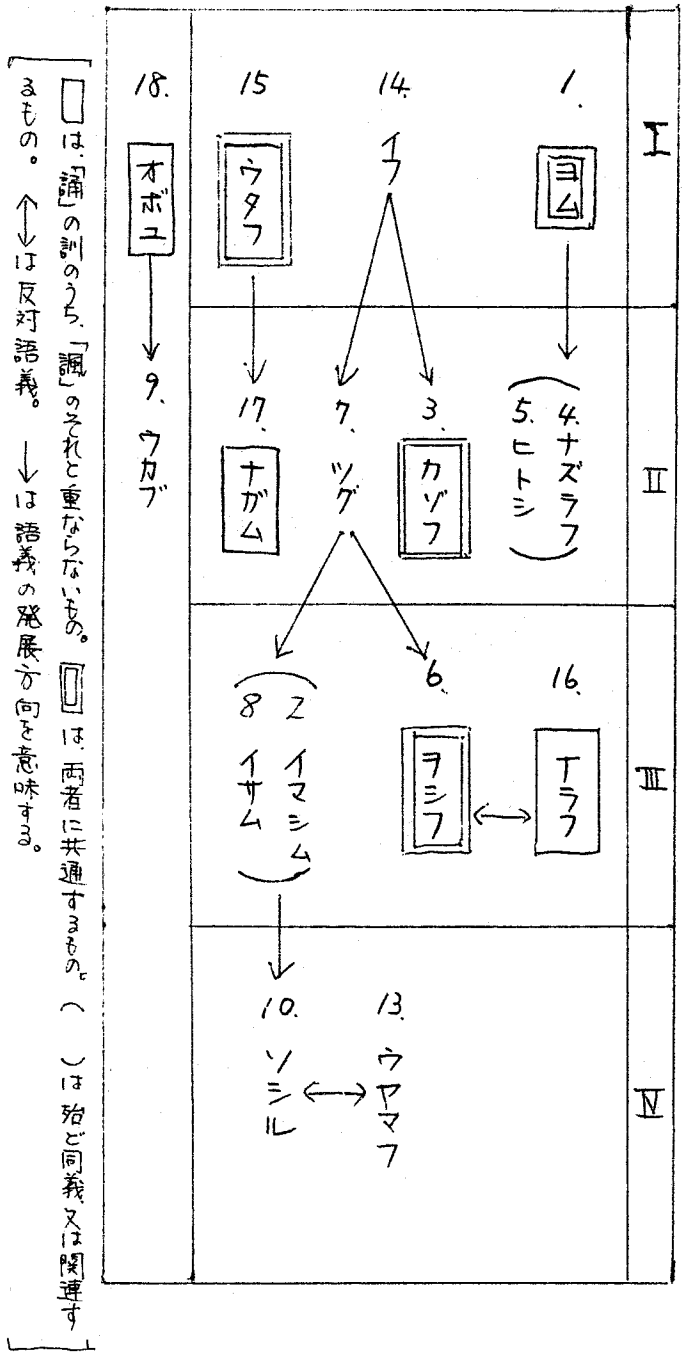 I
II
III
IV
1. ヨム
4. ナズラフ
5. ヒトシ
16. ナラフ
14. イフ
3. カゾフ
7. ツグ
6. ヲシフ
13. ウヤマフ
15 ウタフ
17. ナガム
2 イマシム
8 イサム
10. ソシル
18. オボユ
9. ウカブ
は、「誦」の訓のうち、「諷」のそれと重ならないもの。 は、両者に共通するもの。( )は殆ど同義、又は関連す
るもの。 ↑↓は反対語義。 ↓は語義の発展方向を意味する。